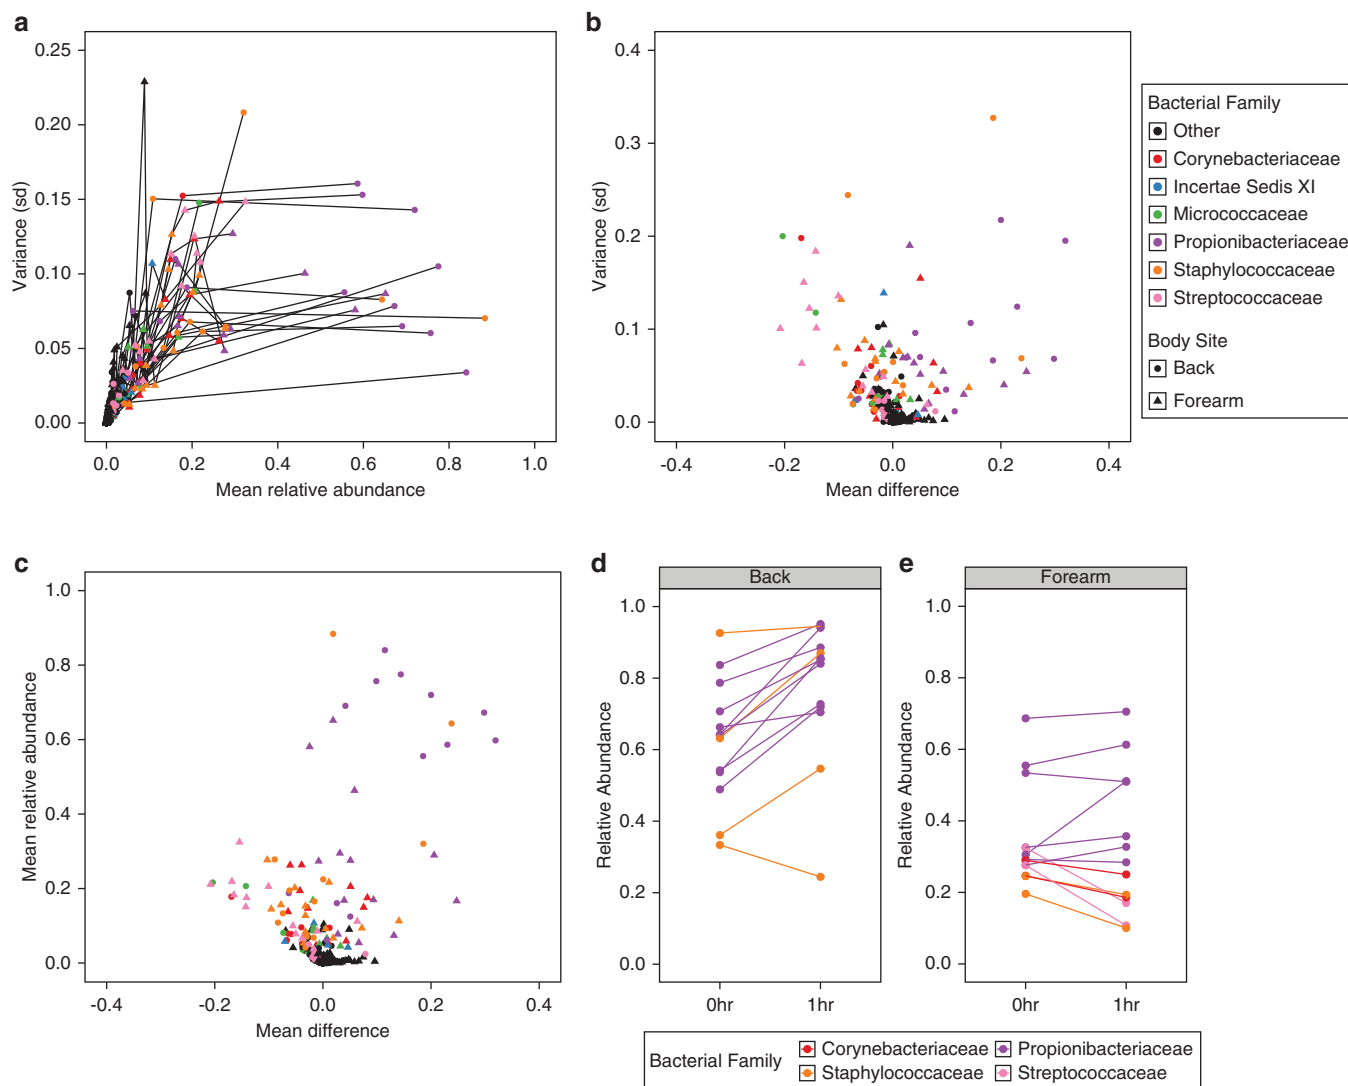 a
0.25
0.20
0.15
0.10
0.05
0.00
Variance (sd)
0.0 0.2 0.4 0.6 0.8 1.0
Mean relative abundance
b
0.4
0.3
0.2
0.1
0.0
Variance (sd)
-0.4 -0.2 0.0 0.2 0.4
Mean difference
Bacterial Family
Other
Corynebacteriaceae
Incertae Sedis XI
Micrococcaceae
Propionibacteriaceae
Staphylococcaceae
Streptococcaceae
Body Site
Back
Forearm
c
1.0
0.8
0.6
0.4
0.2
0.0
Mean relative abundance
-0.4 -0.2 0.0 0.2 0.4
Mean difference
d
Back
1.0
0.8
0.6
0.4
0.2
0.0
Relative Abundance
0hr 1hr
e
Forearm
1.0
0.8
0.6
0.4
0.2
0.0
Relative Abundance
0hr 1hr
Bacterial Family
Corynebacteriaceae Propionibacteriaceae
Staphylococcaceae Streptococcaceae